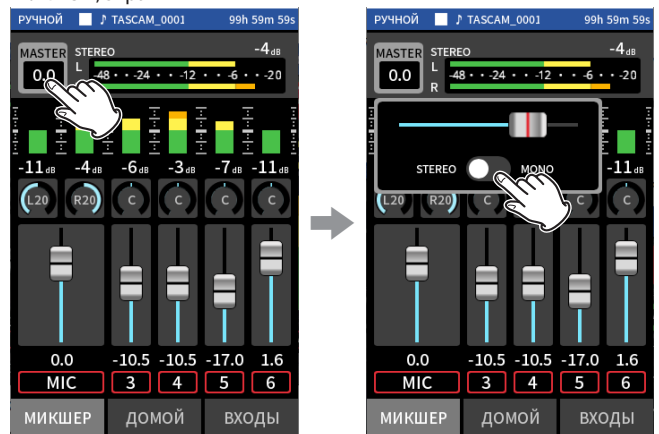 РУЧНОЙ ♪ TASCAM_0001 99h 59m 59s
MASTER STEREO -4dB
0.0 L -48 · · -24 · · -12 · · -6 · · -20
-11dB -4dB -6dB -3dB -7dB -11dB
L20 R20 C C C C
0.0 -10.5 -10.5 -17.0 1.6
MIC 3 4 5 6
МИКШЕР ДОМОЙ ВХОДЫ
РУЧНОЙ ♪ TASCAM_0001 99h 59m 59s
MASTER STEREO -4dB
0.0 L -48 · · -24 · · -12 · · -6 · · -20
R
STEREO MONO
-11dB
L20 R20 C C C C
0.0 -10.5 -10.5 -17.0 1.6
MIC 3 4 5 6
МИКШЕР ДОМОЙ ВХОДЫ